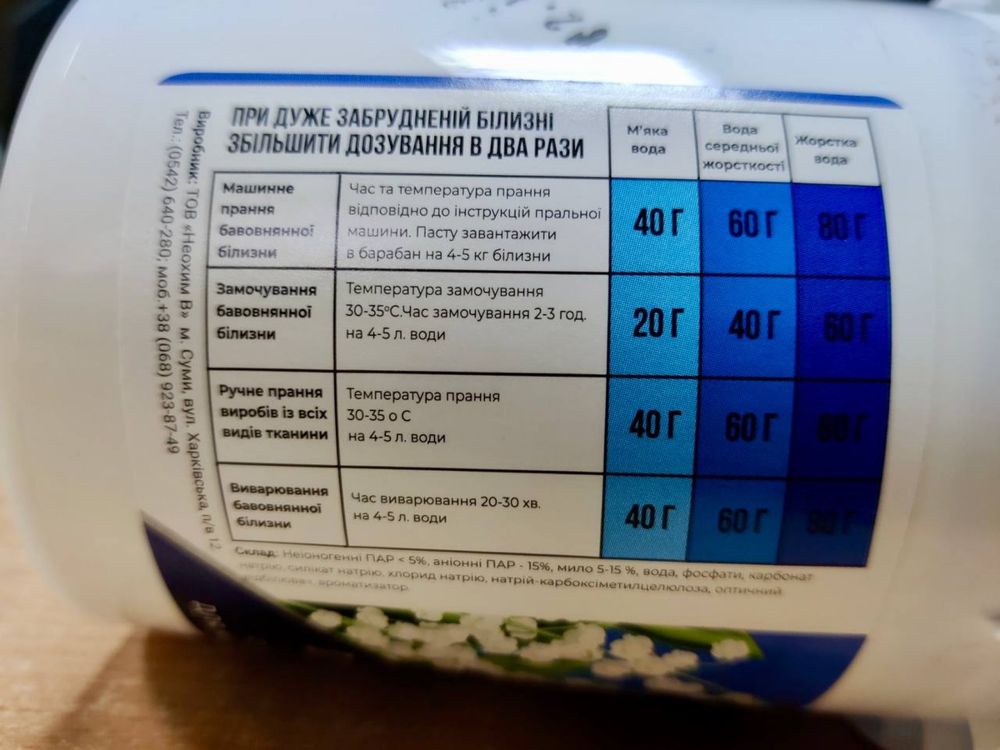 ПРИ ДУЖЕ ЗАБРУДНЕНІЙ БІЛИЗНІ
ЗБІЛЬШИТИ ДОЗУВАННЯ В ДВА РАЗИ
М'яка
вода
Вода
середньої
жорсткості
Жорстка
вода
Машинне
прання
бавовнянної
білизни
Час та температура прання
відповідно до інструкцій пральної
машини. Пасту завантажити
в барабан на 4-5 кг білизни
40 Г
60 Г
80 Г
Замочування
бавовнянної
білизни
Температура замочування
30-35ºС.Час замочування 2-3 год.
на 4-5 л. води
20 Г
40 Г
60 Г
Ручне прання
виробів із всіх
видів тканини
Температура прання
30-35 о С
на 4-5 л. води
40 Г
60 Г
80 Г
Виварювання
бавовнянної
білизни
Час виварювання 20-30 хв.
на 4-5 л. води
40 Г
60 Г
80 Г
Склад: Неіоногенні ПАР < 5%, аніонні ПАР - 15%, мило 5-15 %, вода, фосфати, карбонат
натрію, силікат натрію, хлорид натрію, натрій-карбоксіметилцелюлоза, оптичний
ароматизатор
Виробник: ТОВ «Неохим В» м. Суми, вул. Харківська, п/в 12
Тел.: (0542) 640-280; моб.+38 (068) 923-87-49